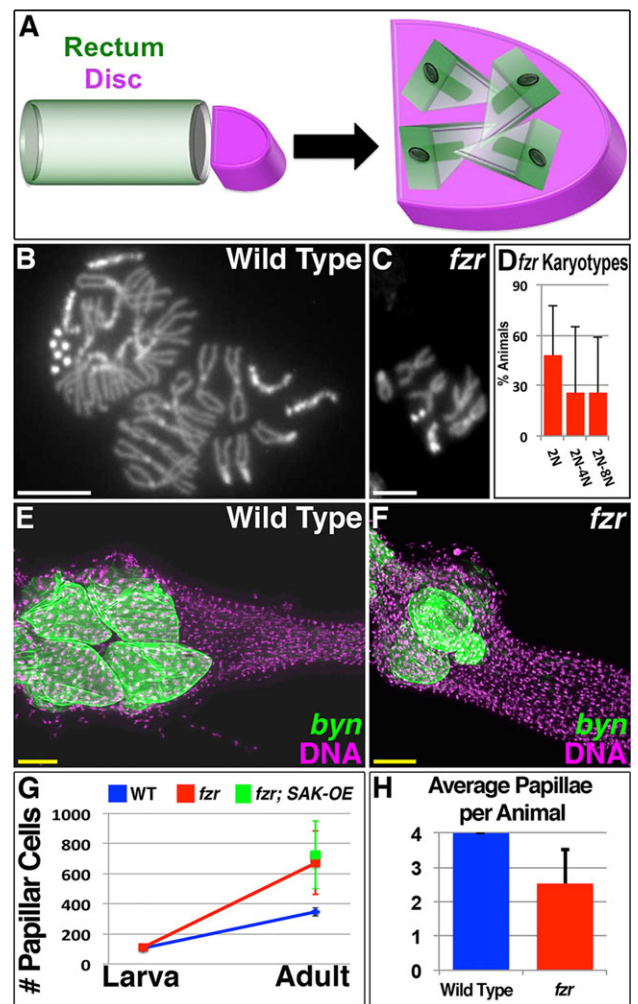 A
Rectum
Disc
B Wild Type
C fzr
D fzr Karyotypes
% Animals
90
60
30
0
2N
2N-4N
2N-8N
E Wild Type
byn
DNA
F fzr
byn
DNA
G
WT fzr fzr; SAK-OE
# Papillar Cells
1000
800
600
400
200
0
Larva Adult
H Average Papillae
per Animal
4
3
2
1
0
Wild Type fzr